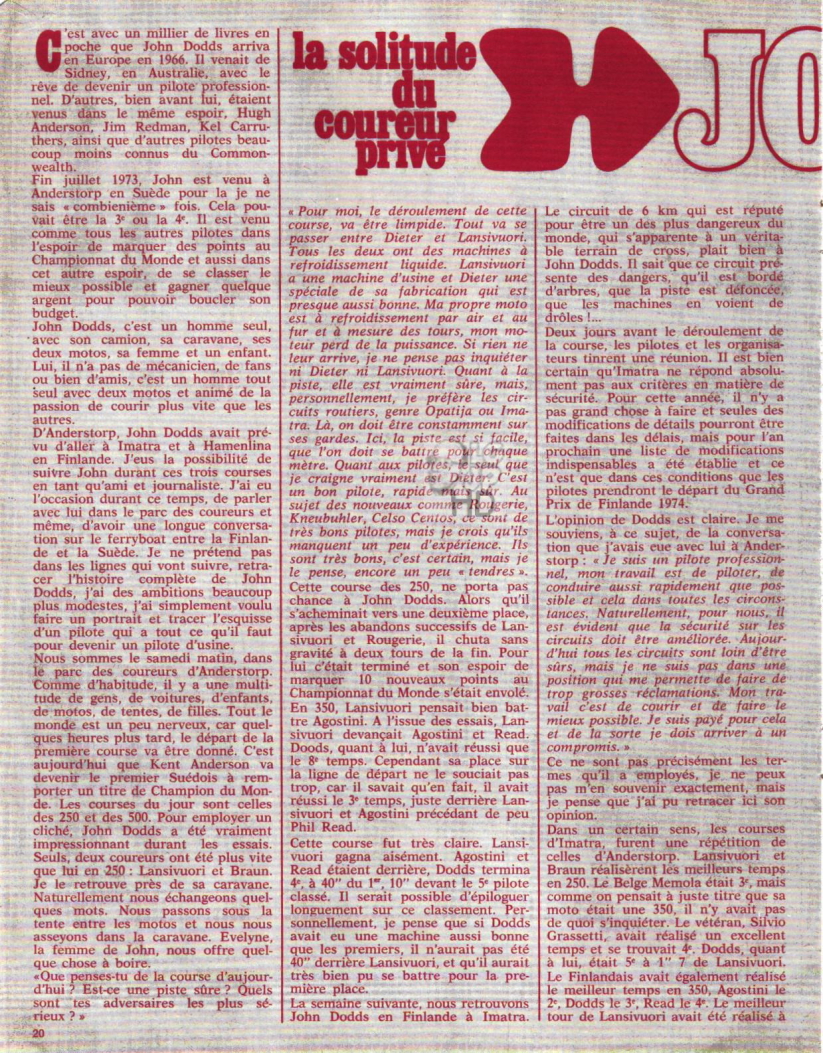 la solitude
du
coureur
privé
JO
C'est avec un millier de livres en
poche que John Dodds arriva
en Europe en 1966. Il venait de
Sidney, en Australie, avec le
rêve de devenir un pilote profession-
nel. D'autres, bien avant lui, étaient
venus dans le même espoir, Hugh
Anderson, Jim Redman, Kel Carru-
thers, ainsi que d'autres pilotes beau-
coup moins connus du Common-
wealth.
Fin juillet 1973, John est venu à
Anderstorp en Suède pour la je ne
sais « combienième » fois. Cela pou-
vait être la 3e ou la 4e. Il est venu
comme tous les autres pilotes dans
l'espoir de marquer des points au
Championnat du Monde et aussi dans
cet autre espoir, de se classer le
mieux possible et gagner quelque
argent pour pouvoir boucler son
budget.
John Dodds, c'est un homme seul,
avec son camion, sa caravane, ses
deux motos, sa femme et un enfant.
Lui, il n'a pas de mécanicien, de fans
ou bien d'amis, c'est un homme tout
seul avec deux motos et animé de la
passion de courir plus vite que les
autres.
D'Anderstorp, John Dodds avait pré-
vu d'aller à Imatra et à Hamenlina
en Finlande. J'eus la possibilité de
suivre John durant ces trois courses
en tant qu'ami et journaliste. J'ai eu
l'occasion durant ce temps, de parler
avec lui dans le parc des coureurs et
même, d'avoir une longue conversa-
tion sur le ferryboat entre la Finlan-
de et la Suède. Je ne prétend pas
dans les lignes qui vont suivre, retra-
cer l'histoire complète de John
Dodds, j'ai des ambitions beaucoup
plus modestes, j'ai simplement voulu
faire un portrait et tracer l'esquisse
d'un pilote qui a tout ce qu'il faut
pour devenir un pilote d'usine.
Nous sommes le samedi matin, dans
le parc des coureurs d'Anderstorp.
Comme d'habitude, il y a une multi-
tude de gens, de voitures, d'enfants,
de motos, de tentes, de filles. Tout le
monde est un peu nerveux, car quel-
ques heures plus tard, le départ de la
première course va être donné. C'est
aujourd'hui que Kent Anderson va
devenir le premier Suédois à rem-
porter un titre de Champion du Mon-
de. Les courses du jour sont celles
des 250 et des 500. Pour employer un
cliché, John Dodds a été vraiment
impressionnant durant les essais.
Seuls, deux coureurs ont été plus vite
que lui en 250 : Lansivuori et Braun.
Je le retrouve près de sa caravane.
Naturellement nous échangeons quel-
ques mots. Nous passons sous la
tente entre les motos et nous nous
asseyons dans la caravane. Evelyne,
la femme de John, nous offre quel-
que chose à boire.
«Que penses-tu de la course d'aujour-
d'hui ? Est-ce une piste sûre ? Quels
sont tes adversaires les plus sé-
rieux ? »
« Pour moi, le déroulement de cette
course, va être limpide. Tout va se
passer entre Dieter et Lansivuori.
Tous les deux ont des machines à
refroidissement liquide. Lansivuori
a une machine d'usine et Dieter une
spéciale de sa fabrication qui est
presque aussi bonne. Ma propre moto
est à refroidissement par air et au
fur et à mesure des tours, mon mo-
teur perd de la puissance. Si rien ne
leur arrive, je ne pense pas inquiéter
ni Dieter ni Lansivuori. Quant à la
piste, elle est vraiment sûre, mais,
personnellement, je préfère les cir-
cuits routiers, genre Opatija ou Ima-
tra. Là, on doit être constamment sur
ses gardes. Ici, la piste est si facile,
que l'on doit se battre pour chaque
mètre. Quant aux pilotes, le seul que
je craigne vraiment c'est Dieter. C'est
un bon pilote, rapide et sûr. Au
sujet des nouveaux comme Rougerie,
Kneubuhler, Celso Centos, ce sont de
très bons pilotes, mais je crois qu'ils
manquent un peu d'expérience. Ils
sont très bons, c'est certain, mais je
le pense, encore un peu « tendres ».
Cette course des 250, ne porta pas
chance à John Dodds. Alors qu'il
s'acheminait vers une deuxième place,
après les abandons successifs de Lan-
sivuori et Rougerie, il chuta sans
gravité à deux tours de la fin. Pour
lui c'était terminé et son espoir de
marquer 10 nouveaux points au
Championnat du Monde s'était envolé.
En 350, Lansivuori pensait bien bat-
tre Agostini. A l'issue des essais, Lan-
sivuori devançait Agostini et Read.
Doods, quant à lui, n'avait réussi que
le 8e temps. Cependant sa place sur
la ligne de départ ne le souciait pas
trop, car il savait qu'en fait, il avait
réussi le 3e temps, juste derrière Lan-
sivuori et Agostini précédant de peu
Phil Read.
Cette course fut très claire. Lansi-
vuori gagna aisément. Agostini et
Read étaient derrière, Dodds termina
4e, à 40" du 1er, 10" devant le 5e pilote
classé. Il serait possible d'épiloguer
longuement sur ce classement. Per-
sonnellement, je pense que si Dodds
avait eu une machine aussi bonne
que les premiers, il n'aurait pas été
40" derrière Lansivuori, et qu'il aurait
très bien pu se battre pour la pre-
mière place.
La semaine suivante, nous retrouvons
John Dodds en Finlande à Imatra.
Le circuit de 6 km qui est réputé
pour être un des plus dangereux du
monde, qui s'apparente à un vérita-
ble terrain de cross, plait bien à
John Dodds. Il sait que ce circuit pré-
sente des dangers, qu'il est bordé
d'arbres, que la piste est défoncée,
que les machines en voient de
drôles !...
Deux jours avant le déroulement de
la course, les pilotes et les organisa-
teurs tinrent une réunion. Il est bien
certain qu'Imatra ne répond absolu-
ment pas aux critères en matière de
sécurité. Pour cette année, il n'y a
pas grand chose à faire et seules des
modifications de détails pourront être
faites dans les délais, mais pour l'an
prochain une liste de modifications
indispensables a été établie et ce
n'est que dans ces conditions que les
pilotes prendront le départ du Grand
Prix de Finlande 1974.
L'opinion de Dodds est claire. Je me
souviens, à ce sujet, de la conversa-
tion que j'avais eue avec lui à Ander-
storp : « Je suis un pilote profession-
nel, mon travail est de piloter, de
conduire aussi rapidement que pos-
sible et cela dans toutes les circons-
tances. Naturellement, pour nous, il
est évident que la sécurité sur les
circuits doit être améliorée. Aujour-
d'hui tous les circuits sont loin d'être
sûrs, mais je ne suis pas dans une
position qui me permette de faire de
trop grosses réclamations. Mon tra-
vail c'est de courir et de faire le
mieux possible. Je suis payé pour cela
et de la sorte je dois arriver à un
compromis. »
Ce ne sont pas précisément les ter-
mes qu'il a employés, je ne peux
pas m'en souvenir exactement, mais
je pense que j'ai pu retracer ici son
opinion.
Dans un certain sens, les courses
d'Imatra, furent une répétition de
celles d'Anderstorp. Lansivuori et
Braun réalisèrent les meilleurs temps
en 250. Le Belge Memola était 3e, mais
comme on pensait à juste titre que sa
moto était une 350, il n'y avait pas
de quoi s'inquiéter. Le vétéran, Silvio
Grassetti, avait réalisé un excellent
temps et se trouvait 4e. Dodds, quant
à lui, était 5e à 1" 7 de Lansivuori.
Le Finlandais avait également réalisé
le meilleur temps en 350, Agostini le
2e, Dodds le 3e, Read le 4e. Le meilleur
tour de Lansivuori avait été réalisé à
20